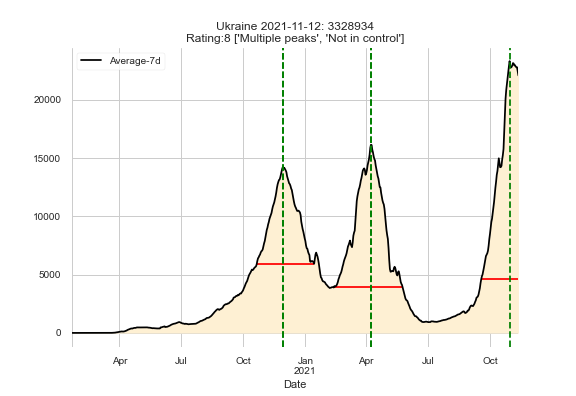 Ukraine 2021-11-12: 3328934
Rating:8 ['Multiple peaks', 'Not in control']
Average-7d
20000
15000
10000
5000
0
Apr
Jul
Oct
Jan
2021
Apr
Jul
Oct
Date